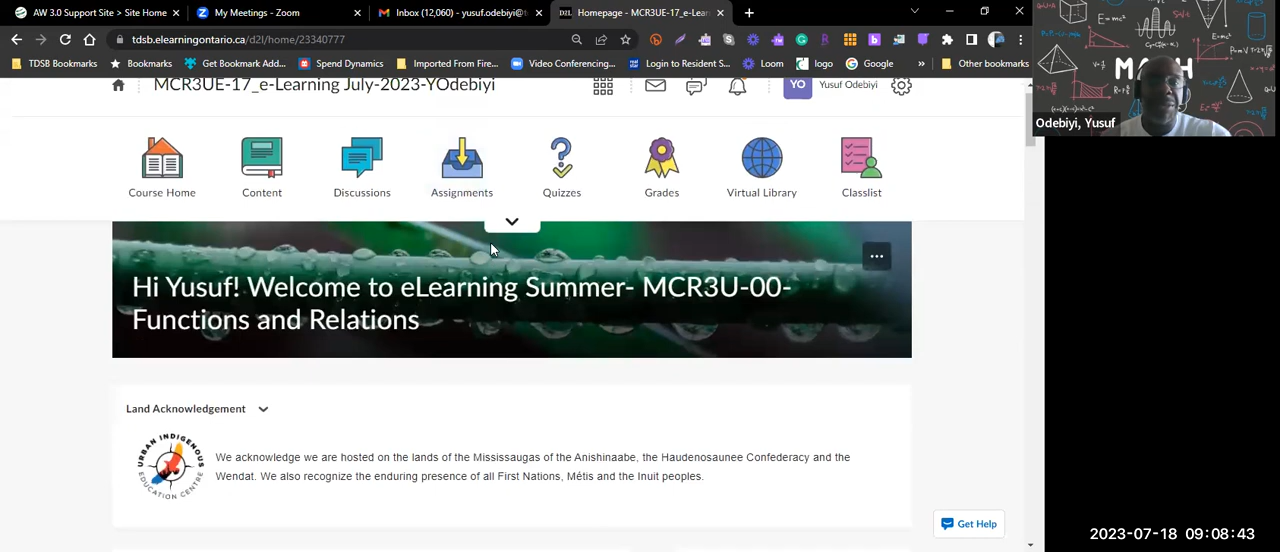 AW 3.0 Support Site > Site Home
My Meetings - Zoom
Inbox (12,060) - yusuf.odebiyi@t
Homepage - MCR3UE-17_e-Lear
tdsb.elearningontario.ca/d2l/home/23340777
TDSB Bookmarks
Bookmarks
Get Bookmark Add...
Spend Dynamics
Imported From Fire...
Video Conferencing...
Login to Resident S...
Loom
logo
Google
»
Other bookmarks
MCR3UE-17_e-Learning July-2023-YOdebiyi
YO
Yusuf Odebiyi
Course Home
Content
Discussions
Assignments
Quizzes
Grades
Virtual Library
Classlist
Hi Yusuf! Welcome to eLearning Summer- MCR3U-00-
Functions and Relations
Land Acknowledgement
URBAN INDIGENOUS
EDUCATION CENTRE
We acknowledge we are hosted on the lands of the Mississaugas of the Anishinaabe, the Haudenosaunee Confederacy and the
Wendat. We also recognize the enduring presence of all First Nations, Métis and the Inuit peoples.
Get Help
E=mc²
MATH
Odebiyi, Yusuf
2023-07-18 09:08:43